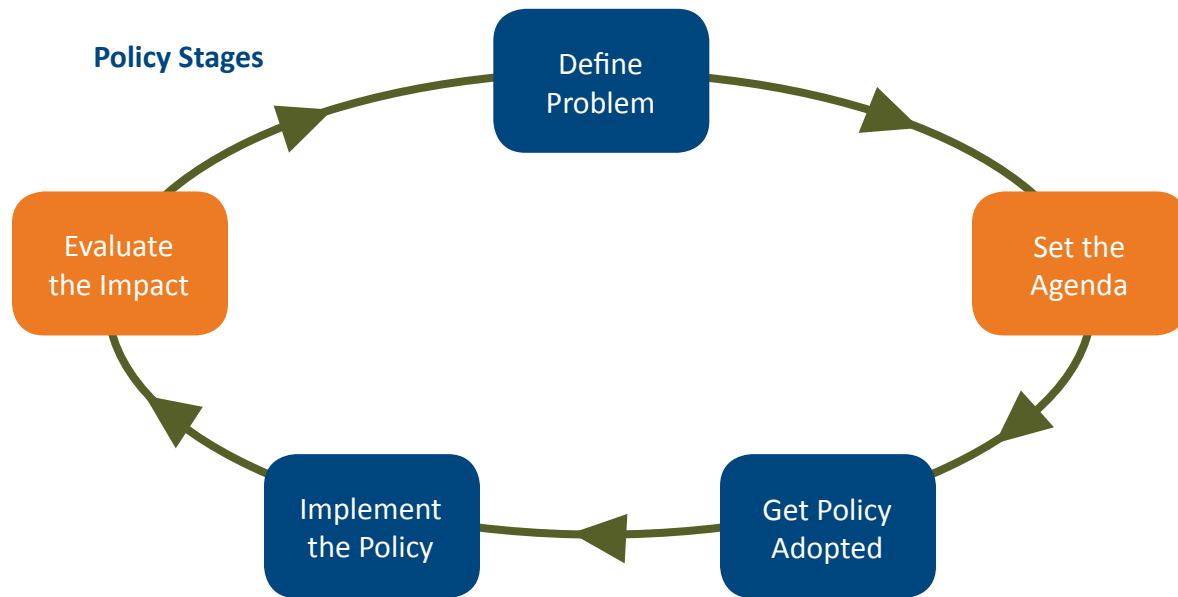 Policy Stages
Define
Problem
Set the
Agenda
Get Policy
Adopted
Implement
the Policy
Evaluate
the Impact